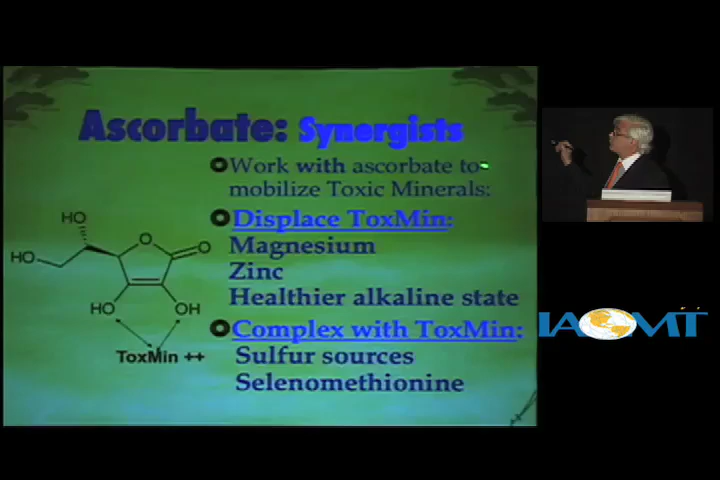 Ascorbate: Synergists
Work with ascorbate to
mobilize Toxic Minerals:
Displace ToxMin:
Magnesium
Zinc
Healthier alkaline state
Complex with ToxMin:
Sulfur sources
Selenomethionine
HO
O
O
HO
HO
OH
ToxMin ++
IAOMT